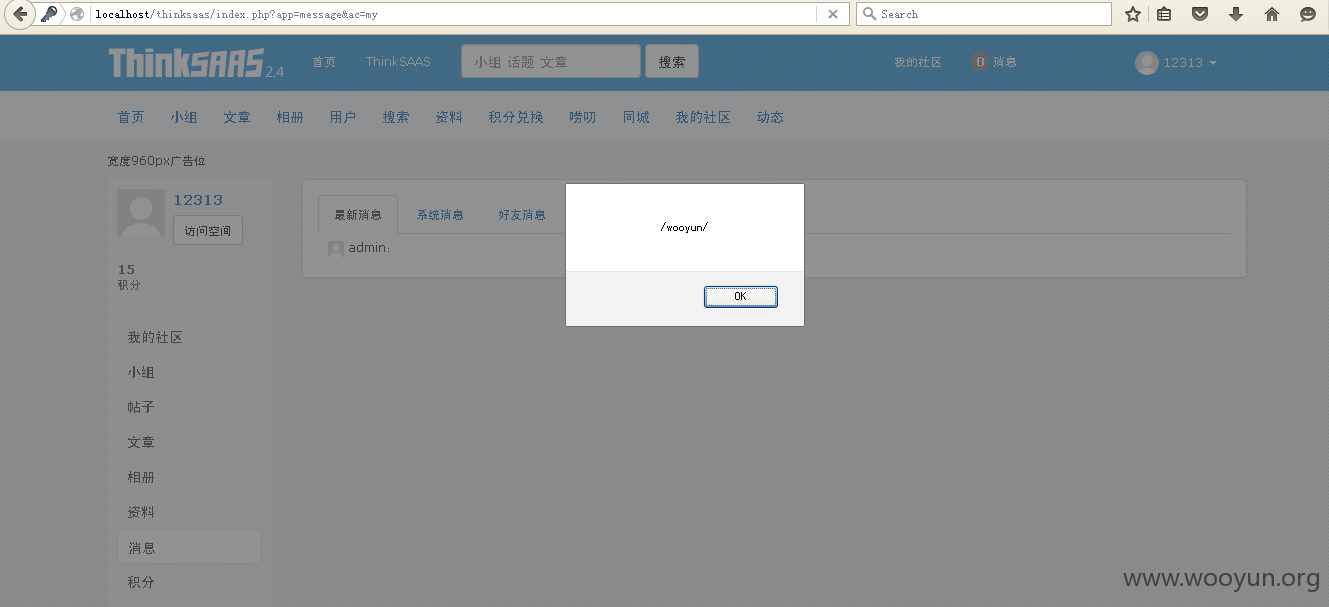 localhost/thinksaas/index.php?app=message&ac=my
Search
ThinkSAAS 2.4 首页 ThinkSAAS 小组 话题 文章 搜索 我的社区 0 消息 12313
首页 小组 文章 相册 用户 搜索 资料 积分兑换 唠叨 同城 我的社区 动态
宽度960px广告位
12313
访问空间
15
积分
最新消息 系统消息 好友消息
admin:
/wooyun/
OK
我的社区
小组
帖子
文章
相册
资料
消息
积分
www.wooyun.org